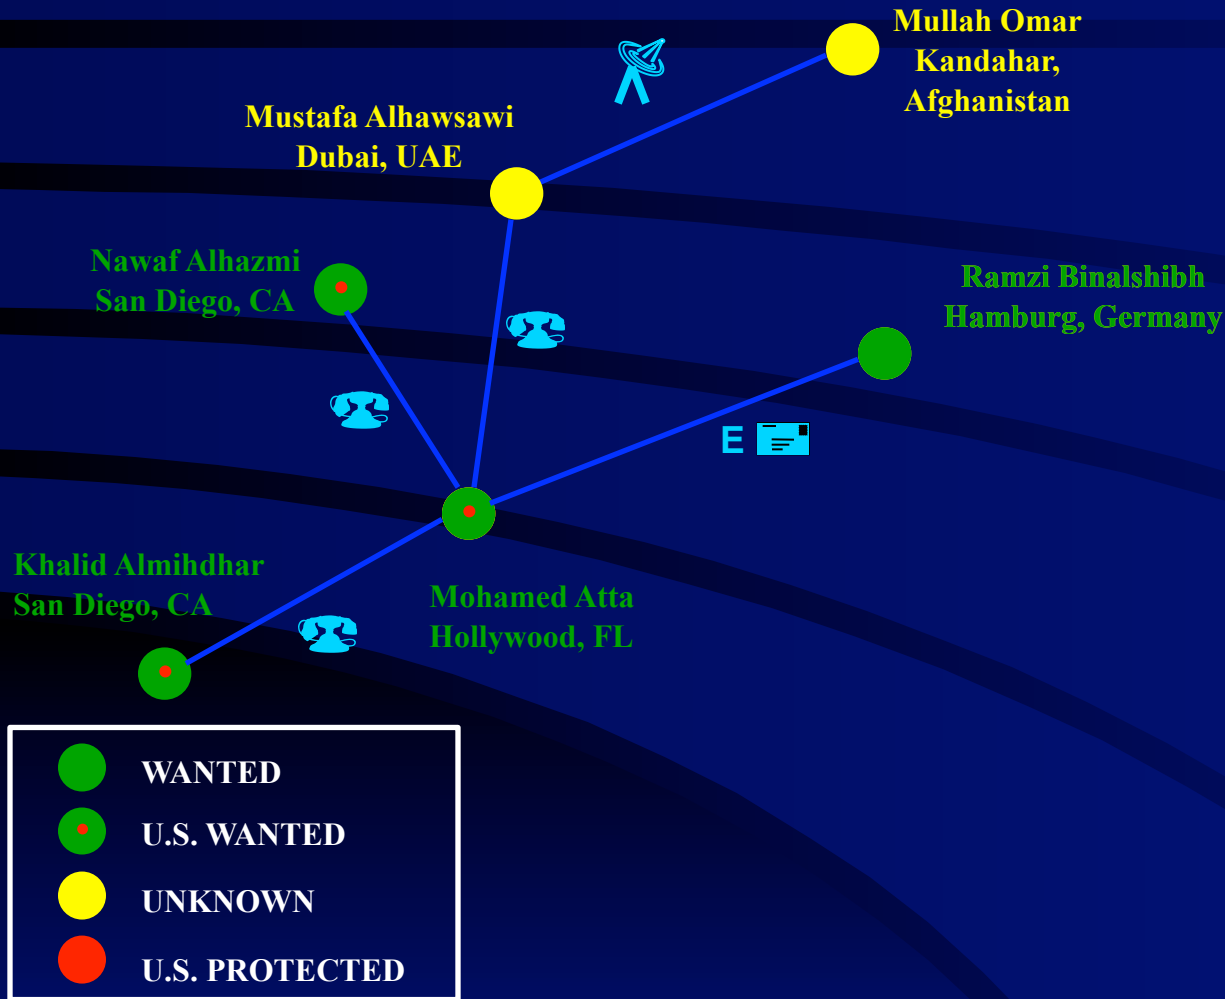 Mullah Omar
Kandahar,
Afghanistan
Mustafa Alhawsawi
Dubai, UAE
Nawaf Alhazmi
San Diego, CA
Ramzi Binalshibh
Hamburg, Germany
E
Khalid Almihdhar
San Diego, CA
Mohamed Atta
Hollywood, FL
WANTED
U.S. WANTED
UNKNOWN
U.S. PROTECTED